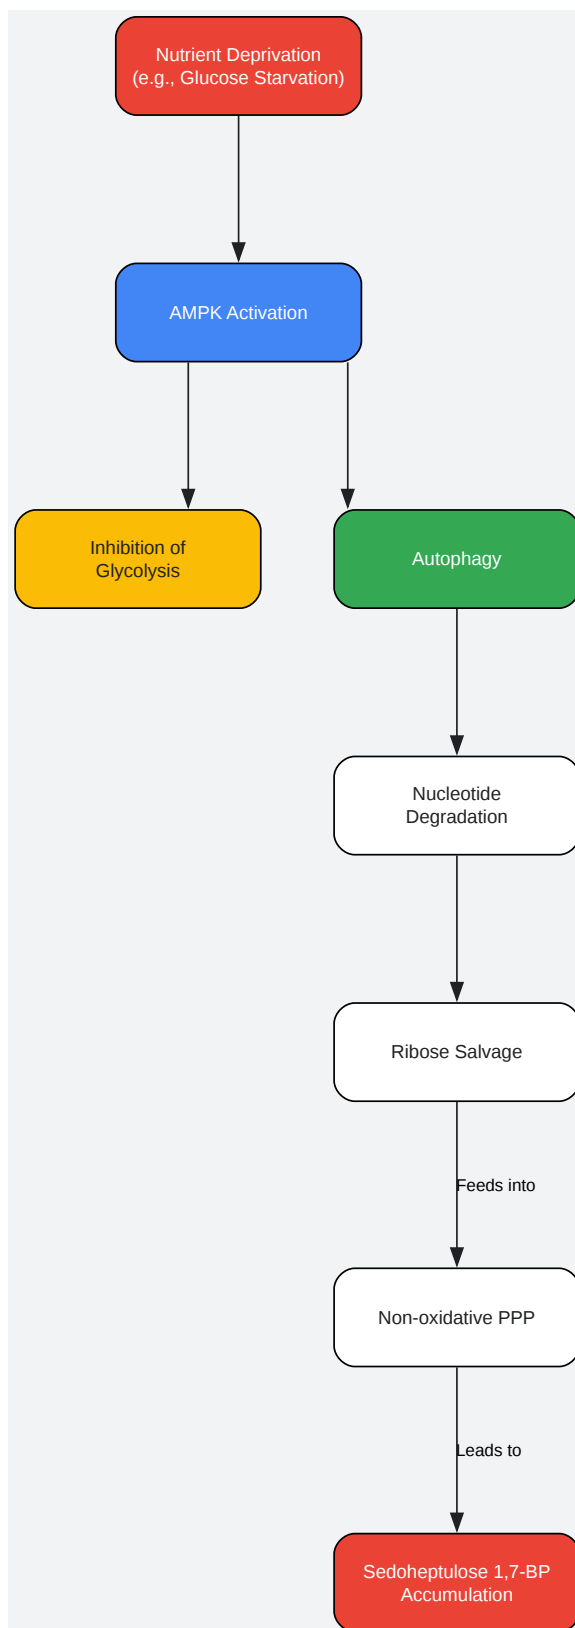 Nutrient Deprivation
(e.g., Glucose Starvation)
AMPK Activation
Inhibition of
Glycolysis
Autophagy
Nucleotide
Degradation
Ribose Salvage
Feeds into
Non-oxidative PPP
Leads to
Sedoheptulose 1,7-BP
Accumulation